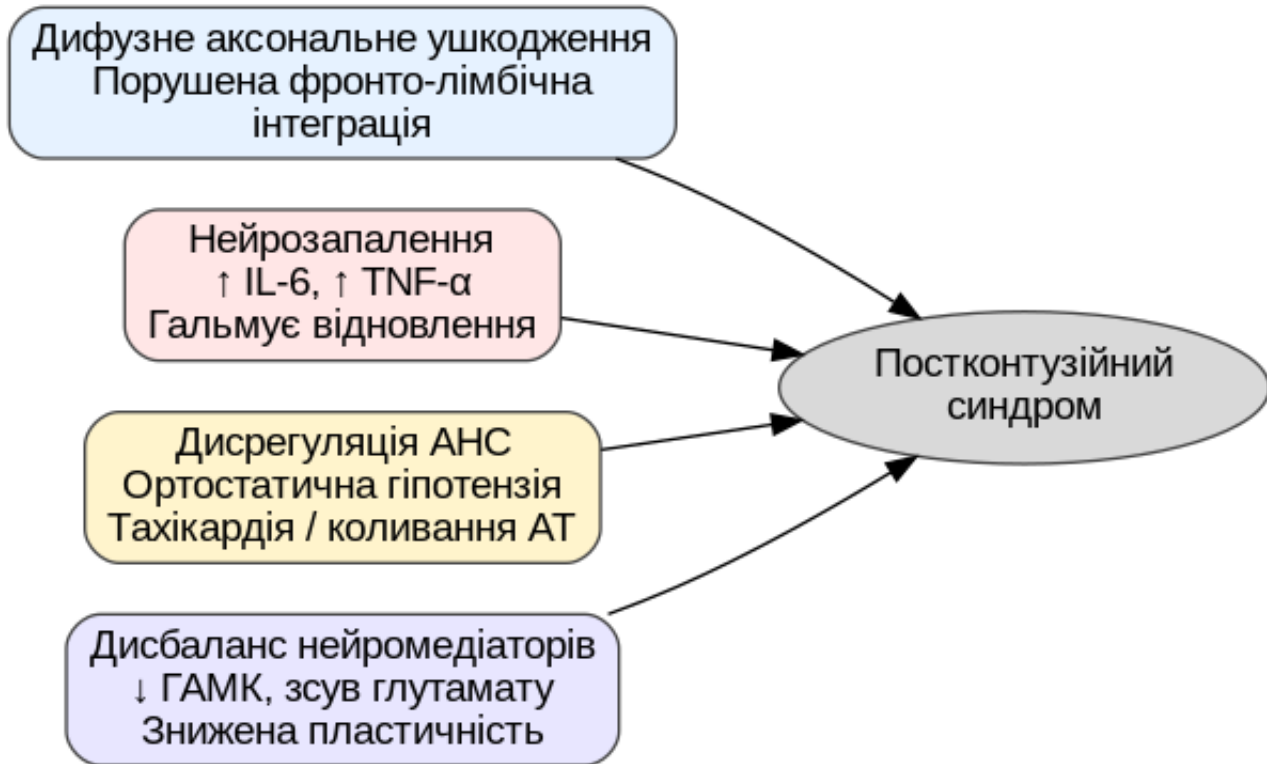 Дифузне аксональне ушкодження
Порушена фронто-лімбічна
інтеграція
Нейрозапалення
↑ IL-6, ↑ TNF-α
Гальмує відновлення
Дисрегуляція АНС
Ортостатична гіпотензія
Тахікардія / коливання АТ
Дисбаланс нейромедіаторів
↓ ГАМК, зсув глутамату
Знижена пластичність
Постконтузійний
синдром